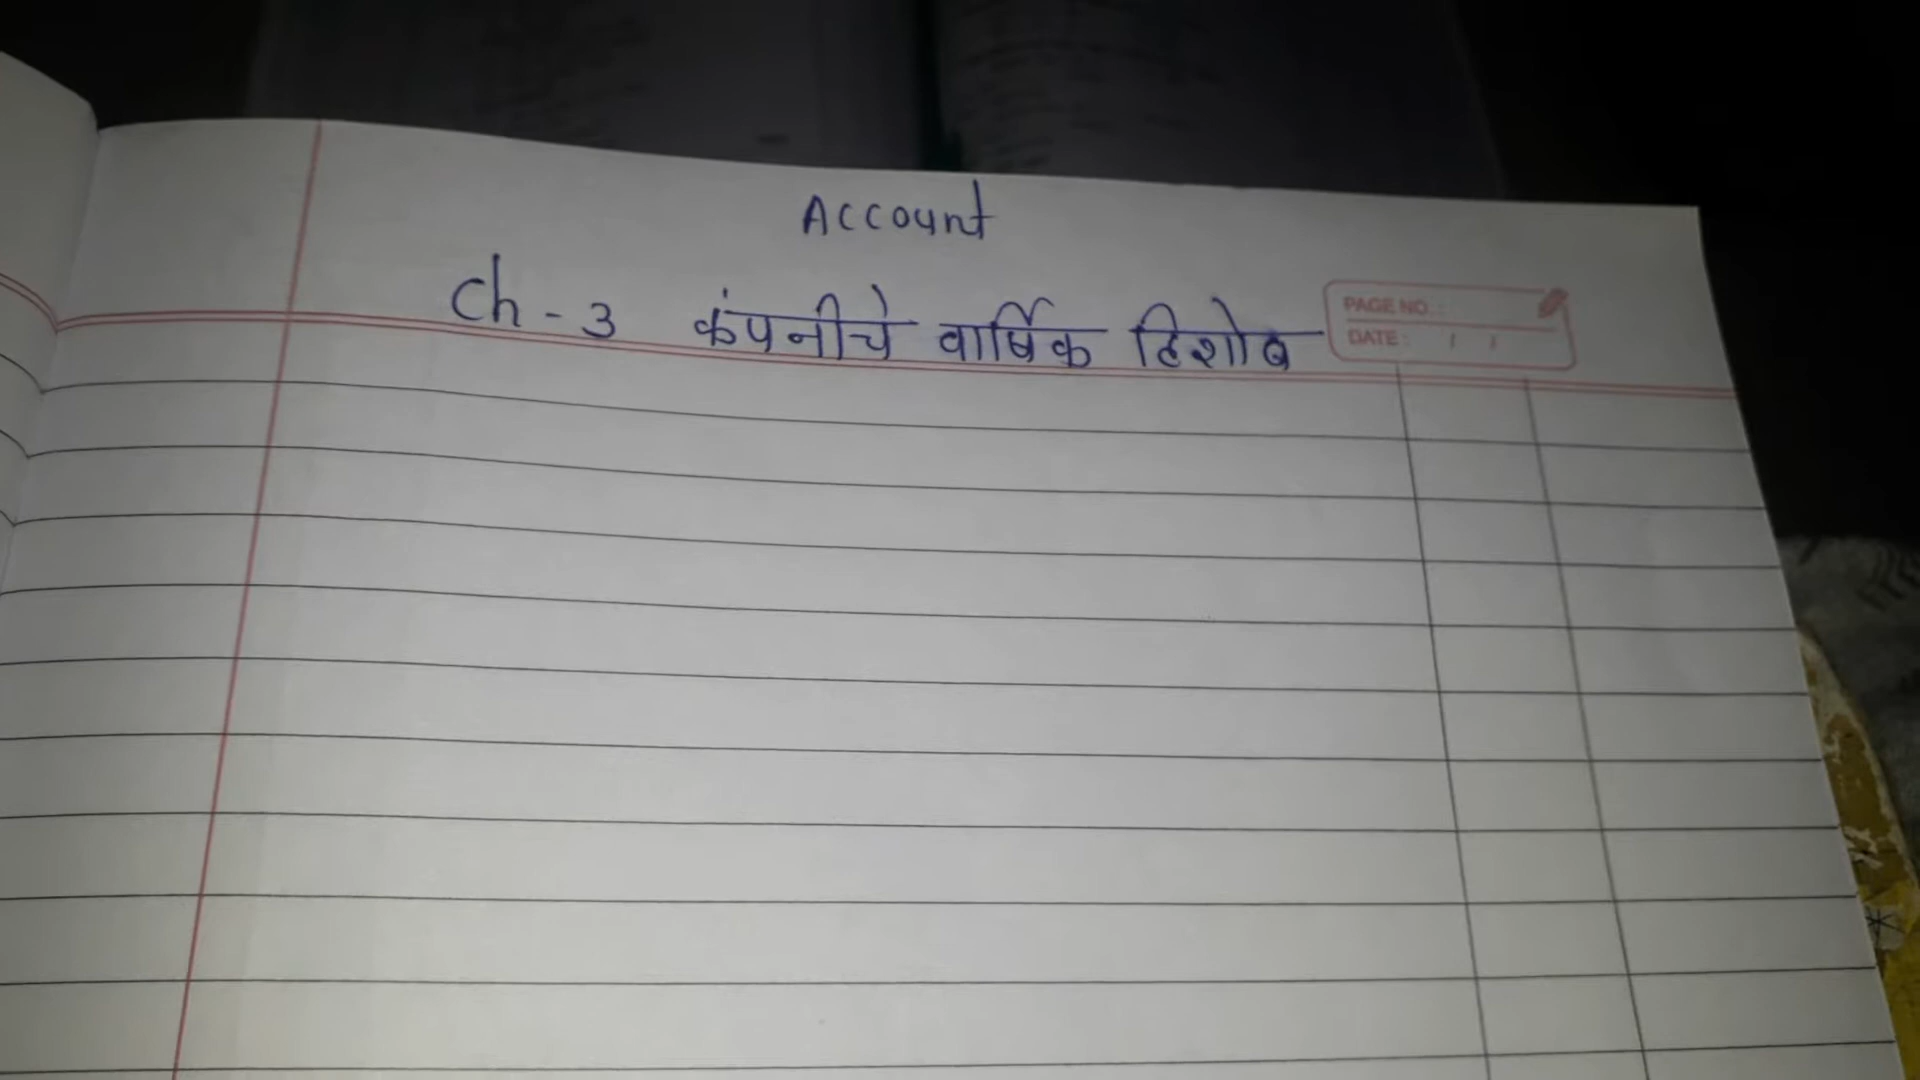 Account
Ch - 3 कंपनीचे वार्षिक हिशोब
PAGE NO. :
DATE : / /